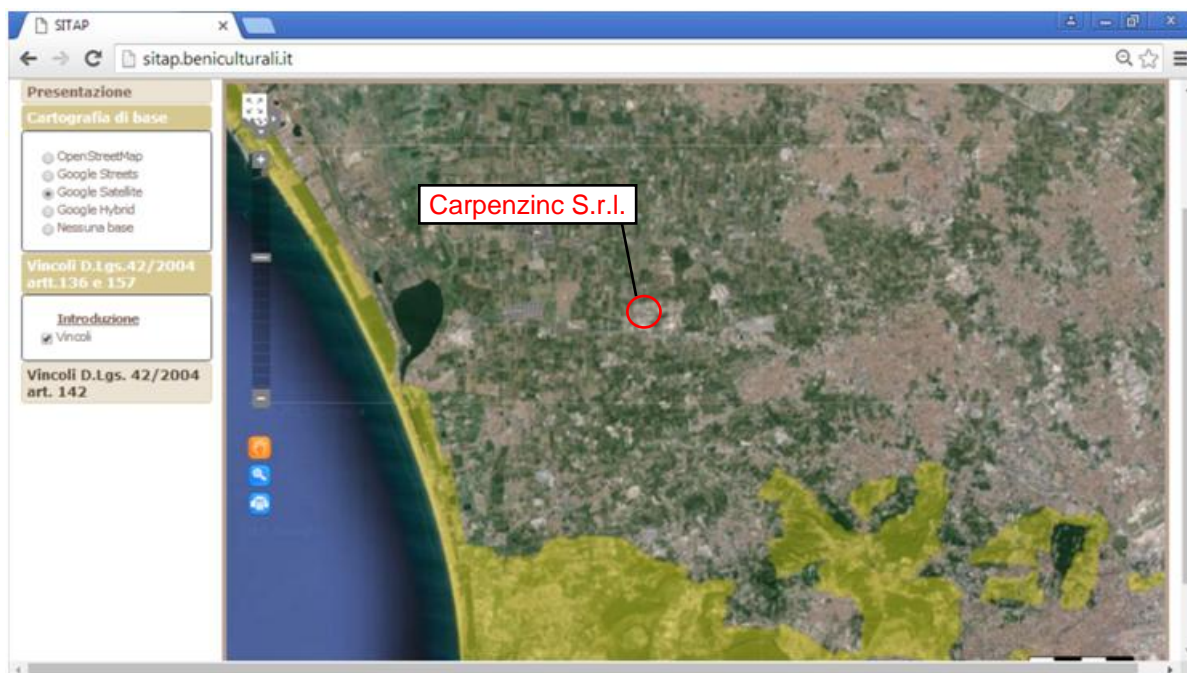 SITAP
sitap.beniculturali.it
Presentazione
Cartografia di base
OpenStreetMap
Google Streets
Google Satellite
Google Hybrid
Nessuna base
Vincoli D.Lgs.42/2004
artt.136 e 157
Introduzione
Vincoli
Vincoli D.Lgs. 42/2004
art. 142
Carpenzinc S.r.l.